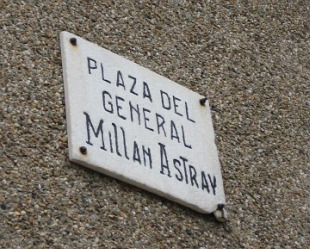 PLAZA DEL
GENERAL
MILLAN ASTRAY